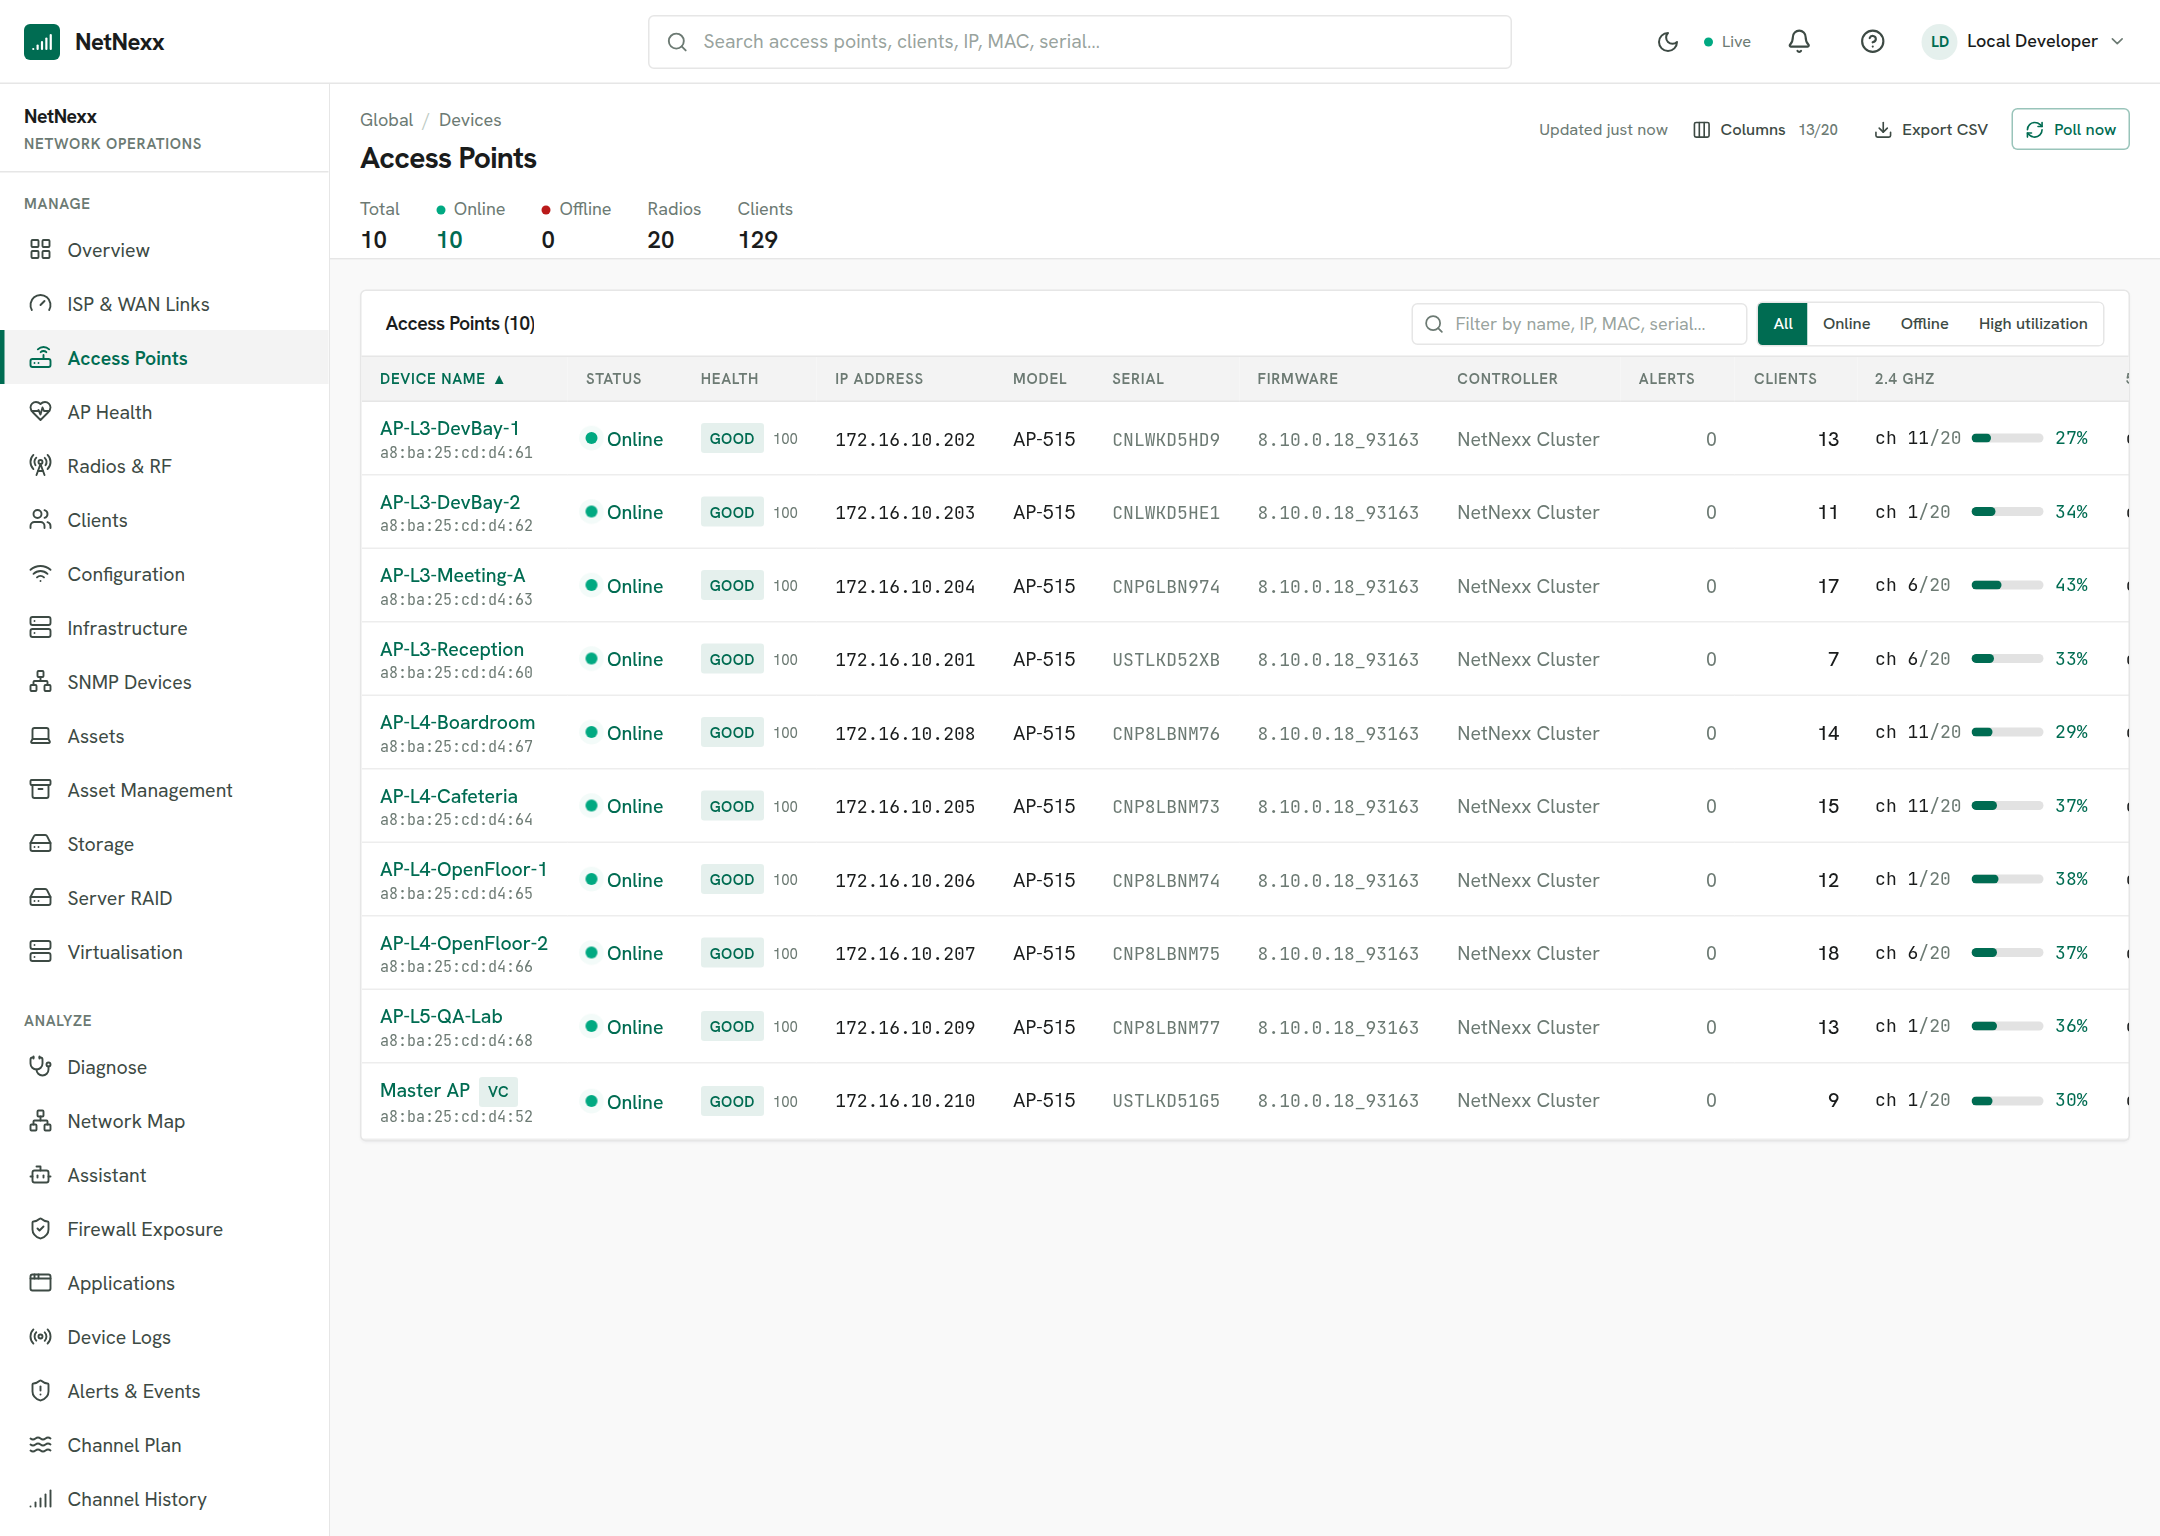 NetNexx
Search access points, clients, IP, MAC, serial...
Live
LD Local Developer
NetNexx
NETWORK OPERATIONS
MANAGE
Overview
ISP & WAN Links
Access Points
AP Health
Radios & RF
Clients
Configuration
Infrastructure
SNMP Devices
Assets
Asset Management
Storage
Server RAID
Virtualisation
ANALYZE
Diagnose
Network Map
Assistant
Firewall Exposure
Applications
Device Logs
Alerts & Events
Channel Plan
Channel History
Global / Devices
Updated just now Columns 13/20 Export CSV Poll now
Access Points
Total Online Offline Radios Clients
10 10 0 20 129
Access Points (10) Filter by name, IP, MAC, serial... All Online Offline High utilization
DEVICE NAME ▲ STATUS HEALTH IP ADDRESS MODEL SERIAL FIRMWARE CONTROLLER ALERTS CLIENTS 2.4 GHZ
AP-L3-DevBay-1 Online GOOD 100 172.16.10.202 AP-515 CNLWKD5HD9 8.10.0.18_93163 NetNexx Cluster 0 13 ch 11/20 27%
a8:ba:25:cd:d4:61
AP-L3-DevBay-2 Online GOOD 100 172.16.10.203 AP-515 CNLWKD5HE1 8.10.0.18_93163 NetNexx Cluster 0 11 ch 1/20 34%
a8:ba:25:cd:d4:62
AP-L3-Meeting-A Online GOOD 100 172.16.10.204 AP-515 CNPGLBN974 8.10.0.18_93163 NetNexx Cluster 0 17 ch 6/20 43%
a8:ba:25:cd:d4:63
AP-L3-Reception Online GOOD 100 172.16.10.201 AP-515 USTLKD52XB 8.10.0.18_93163 NetNexx Cluster 0 7 ch 6/20 33%
a8:ba:25:cd:d4:60
AP-L4-Boardroom Online GOOD 100 172.16.10.208 AP-515 CNP8LBNM76 8.10.0.18_93163 NetNexx Cluster 0 14 ch 11/20 29%
a8:ba:25:cd:d4:67
AP-L4-Cafeteria Online GOOD 100 172.16.10.205 AP-515 CNP8LBNM73 8.10.0.18_93163 NetNexx Cluster 0 15 ch 11/20 37%
a8:ba:25:cd:d4:64
AP-L4-OpenFloor-1 Online GOOD 100 172.16.10.206 AP-515 CNP8LBNM74 8.10.0.18_93163 NetNexx Cluster 0 12 ch 1/20 38%
a8:ba:25:cd:d4:65
AP-L4-OpenFloor-2 Online GOOD 100 172.16.10.207 AP-515 CNP8LBNM75 8.10.0.18_93163 NetNexx Cluster 0 18 ch 6/20 37%
a8:ba:25:cd:d4:66
AP-L5-QA-Lab Online GOOD 100 172.16.10.209 AP-515 CNP8LBNM77 8.10.0.18_93163 NetNexx Cluster 0 13 ch 1/20 36%
a8:ba:25:cd:d4:68
Master AP VC Online GOOD 100 172.16.10.210 AP-515 USTLKD51G5 8.10.0.18_93163 NetNexx Cluster 0 9 ch 1/20 30%
a8:ba:25:cd:d4:52